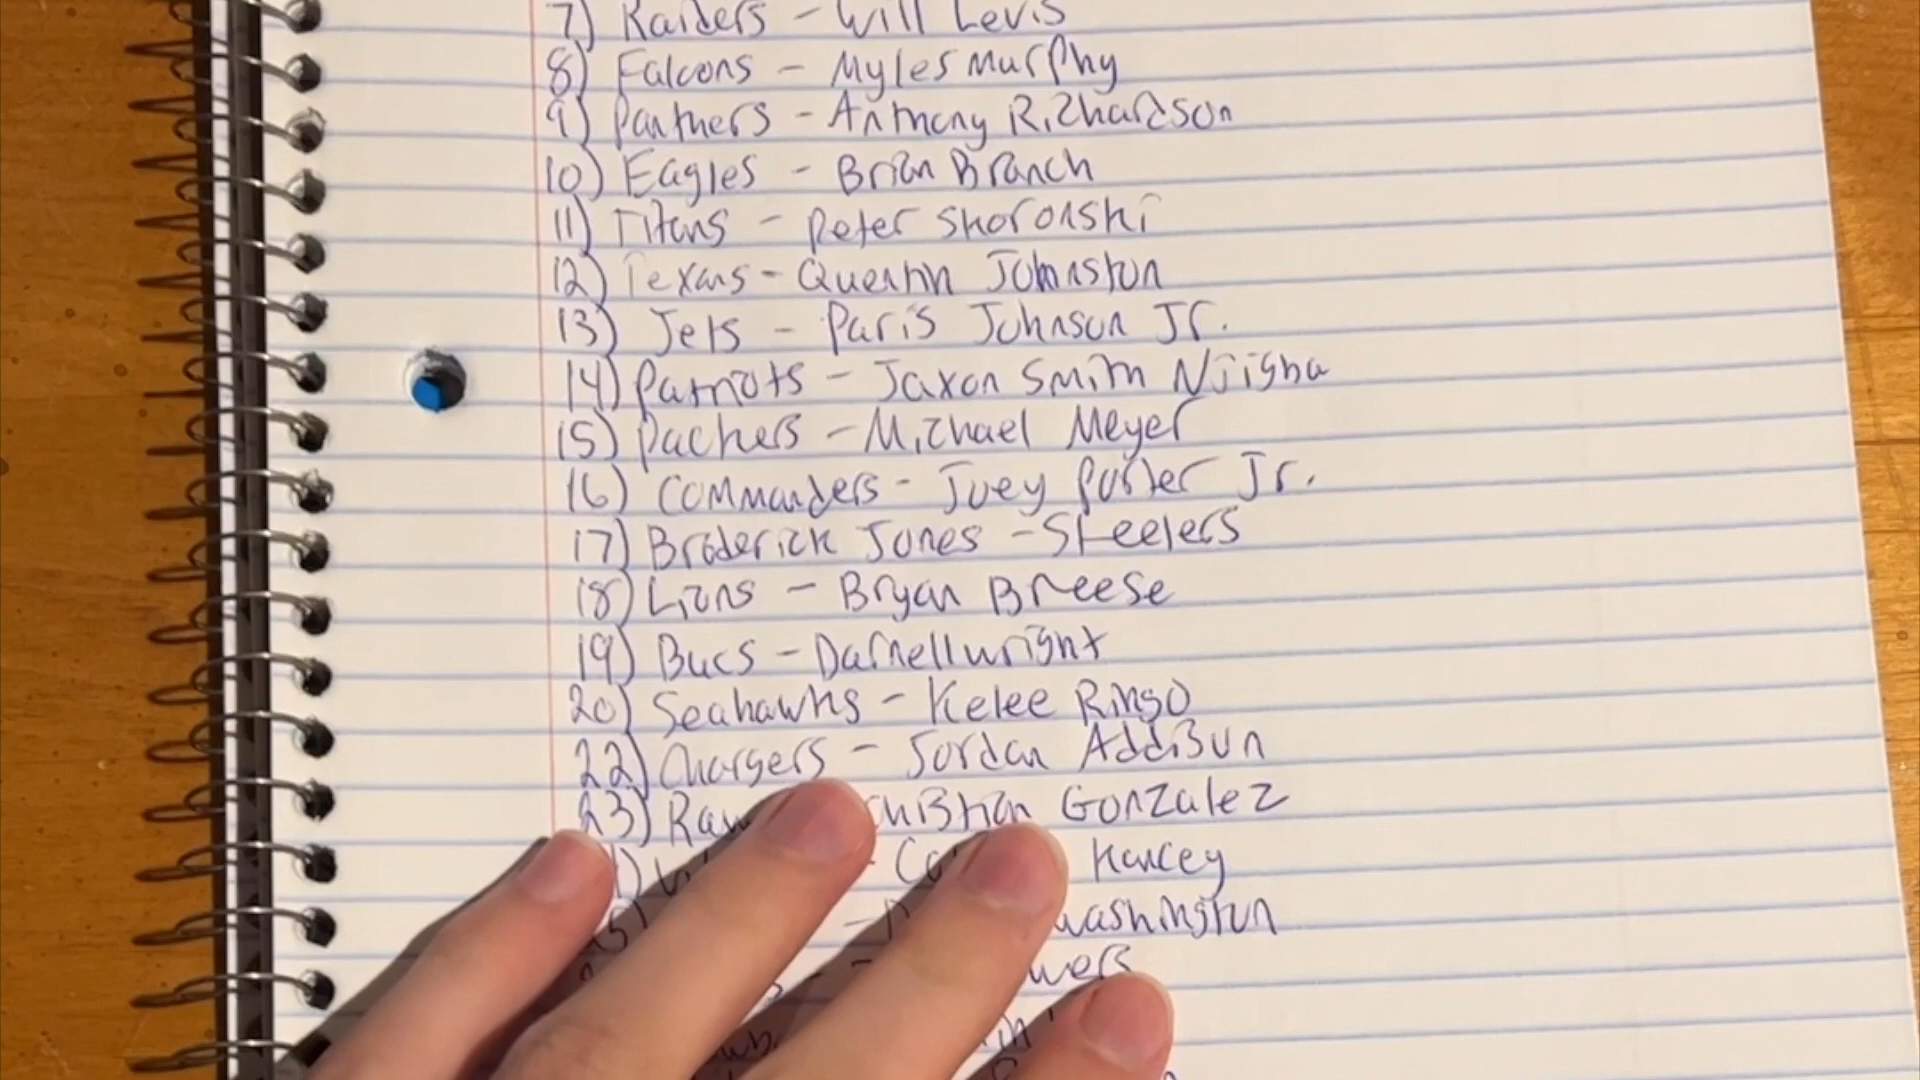 7) Raiders - Will Levis
8) Falcons - Myles Murphy
9) Panthers - Anthony Richardson
10) Eagles - Brian Branch
11) Titans - Peter Skoronski
12) Texans - Quentin Johnston
13) Jets - Paris Johnson Jr.
14) Patriots - Jaxon Smith Njigba
15) Packers - Michael Meyer
16) Commanders - Joey Porter Jr.
17) Broderick Jones - Steelers
18) Lions - Bryan Breese
19) Bucs - Darnell Wright
20) Seahawks - Kelee Ringo
22) Chargers - Jordan Addison
23) Christian Gonzalez
Kancey
Washington